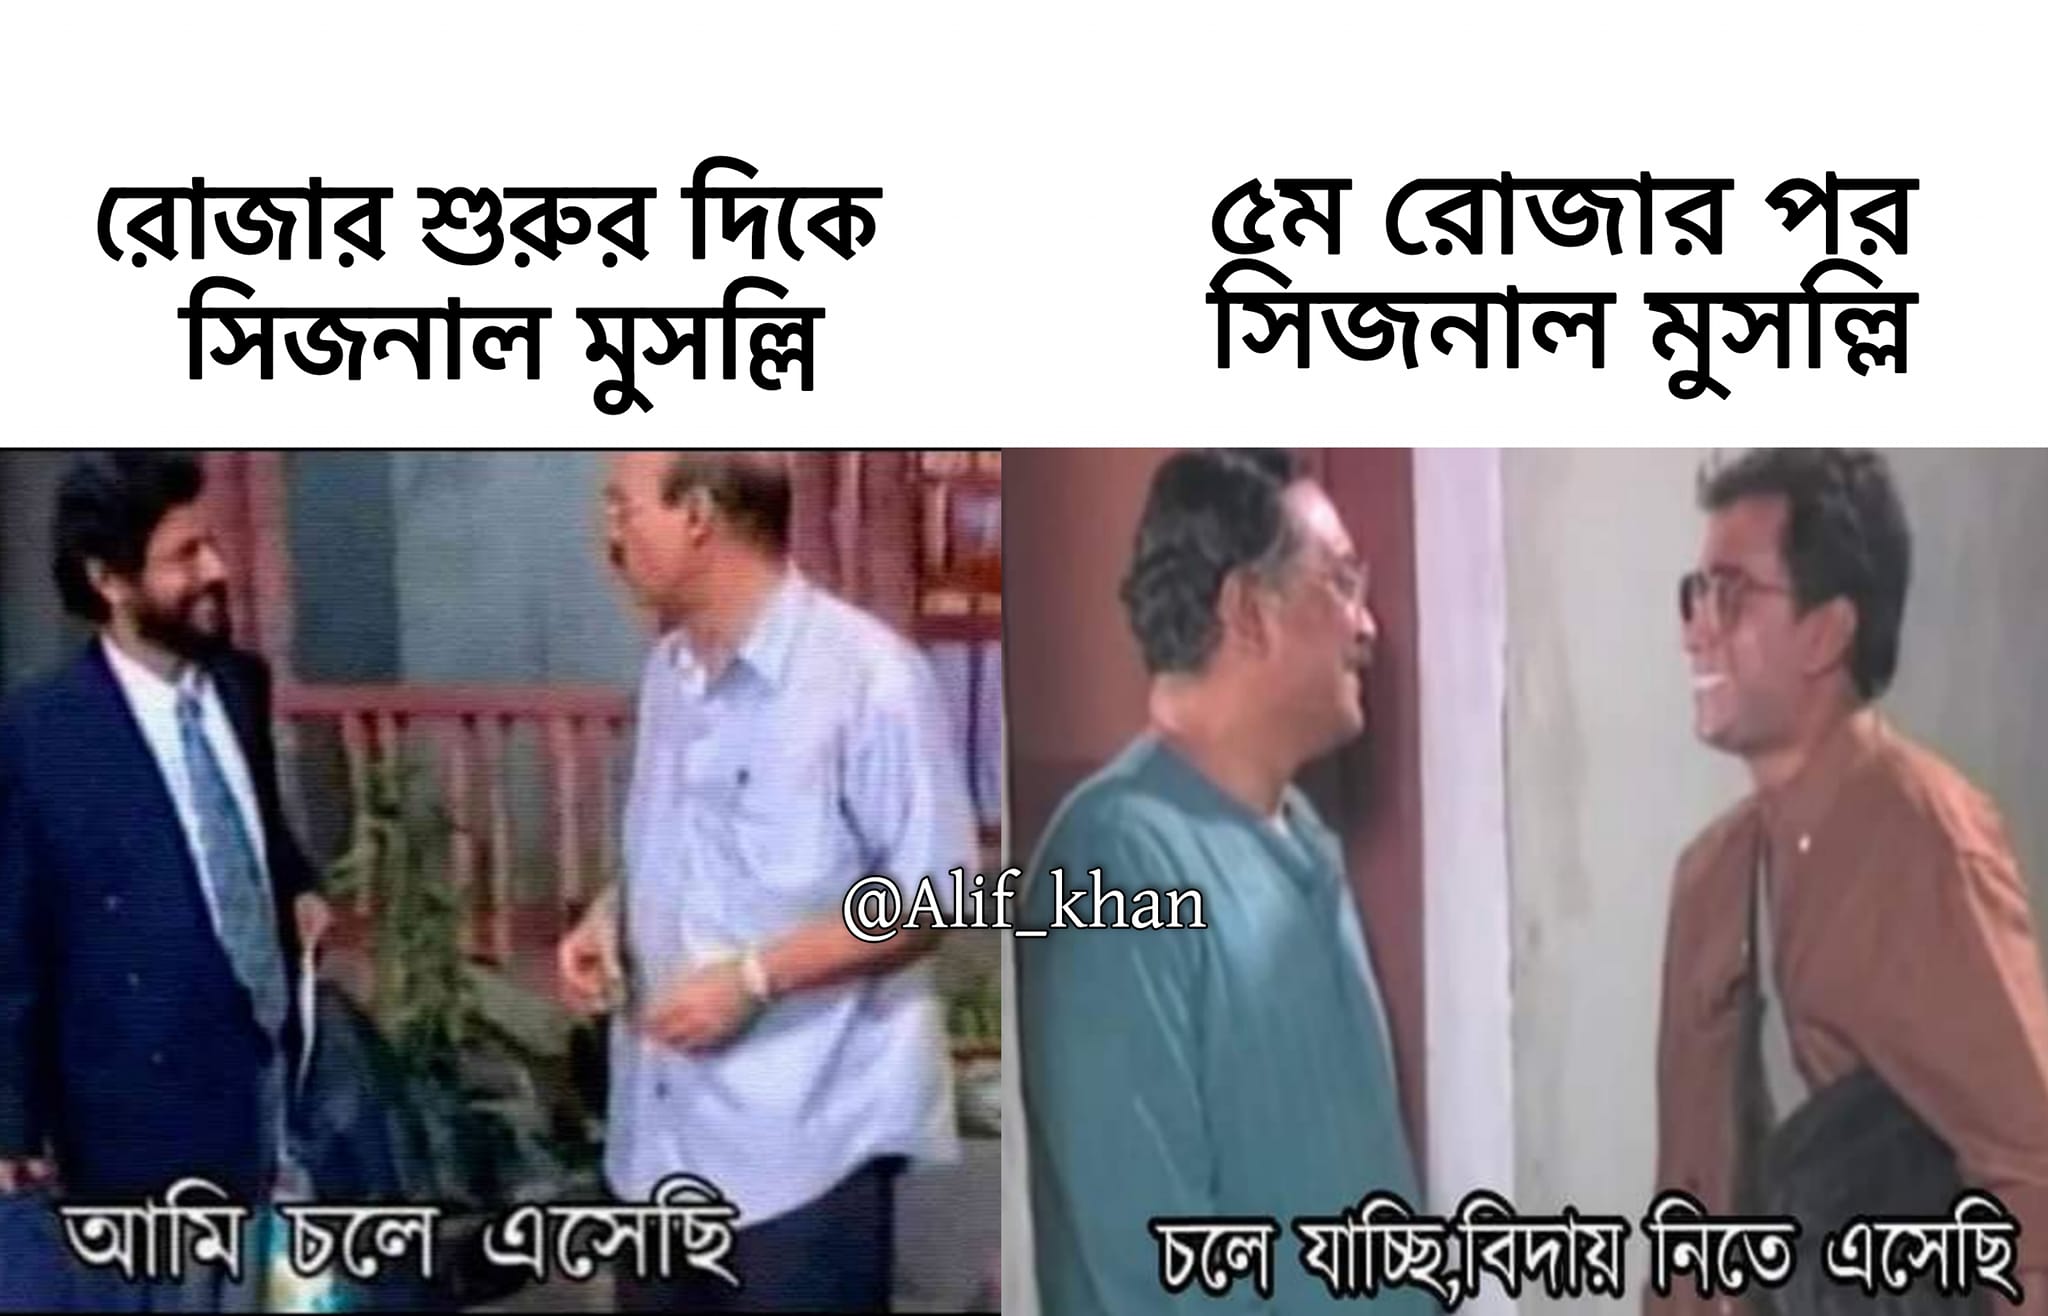 রোজার শুরুর দিকে
সিজনাল মুসল্লি
৫ম রোজার পর
সিজনাল মুসল্লি
@Alif_khan
আমি চলে এসেছি
চলে যাচ্ছি,বিদায় নিতে এসেছি